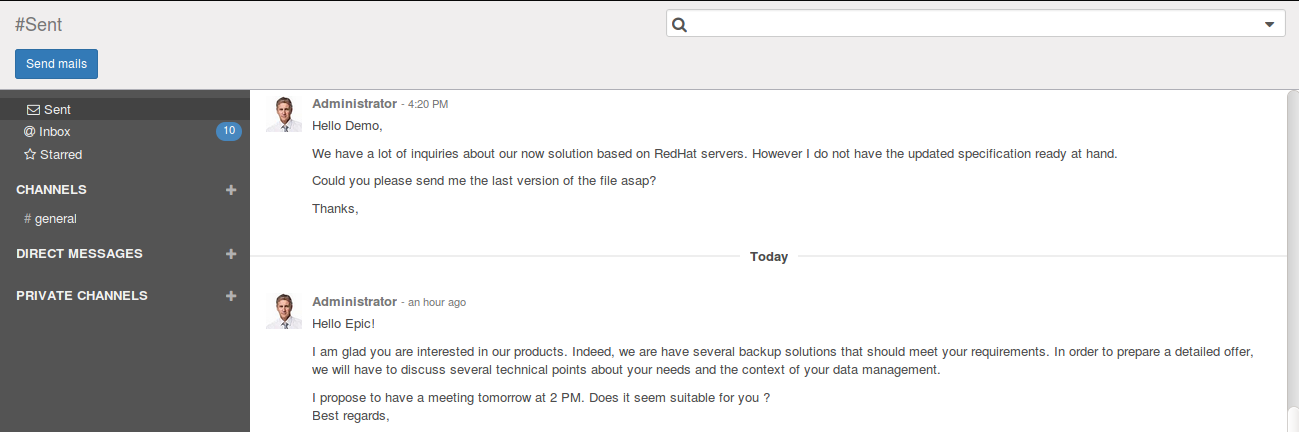 #Sent
Send mails
Sent
@ Inbox
10
Starred
CHANNELS +
# general
DIRECT MESSAGES +
PRIVATE CHANNELS +
Administrator - 4:20 PM
Hello Demo,
We have a lot of inquiries about our now solution based on RedHat servers. However I do not have the updated specification ready at hand.
Could you please send me the last version of the file asap?
Thanks,
Today
Administrator - an hour ago
Hello Epic!
I am glad you are interested in our products. Indeed, we are have several backup solutions that should meet your requirements. In order to prepare a detailed offer,
we will have to discuss several technical points about your needs and the context of your data management.
I propose to have a meeting tomorrow at 2 PM. Does it seem suitable for you ?
Best regards,